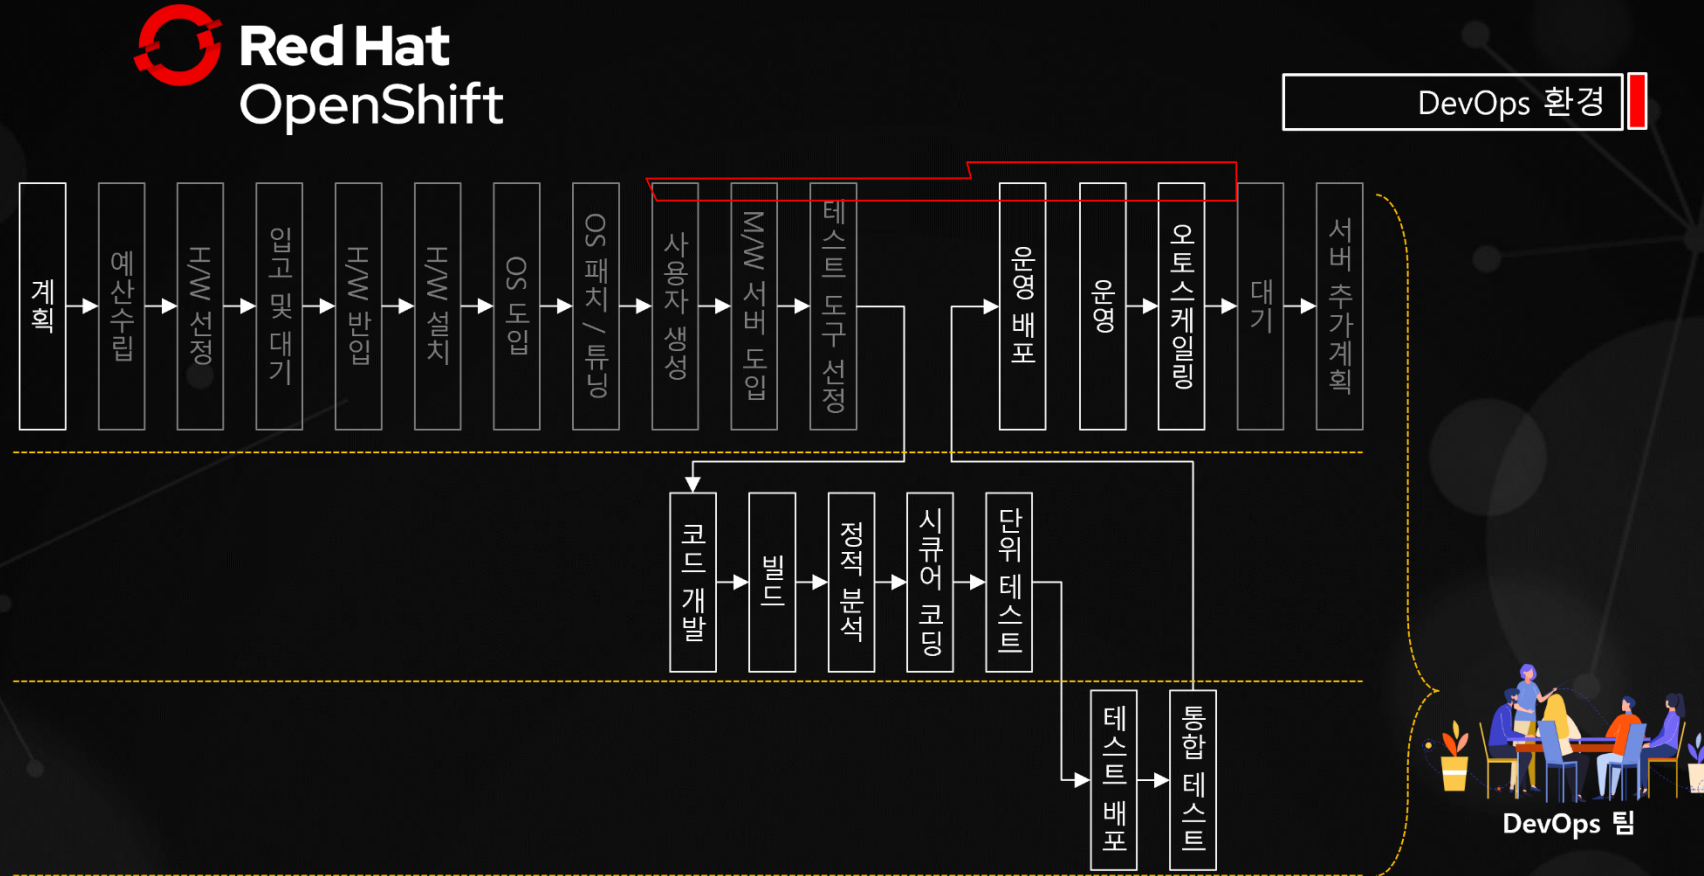 Red Hat
OpenShift
DevOps 환경
계획
예산수립
H/W 선정
입고 및 대기
H/W 반입
H/W 설치
OS 도입
OS 패치 / 튜닝
사용자 생성
M/W 서버 도입
테스트 도구 선정
운영 배포
운영
오토스케일링
대기
서버 추가계획
코드 개발
빌드
정적 분석
시큐어 코딩
단위 테스트
테스트 배포
통합 테스트
DevOps 팀